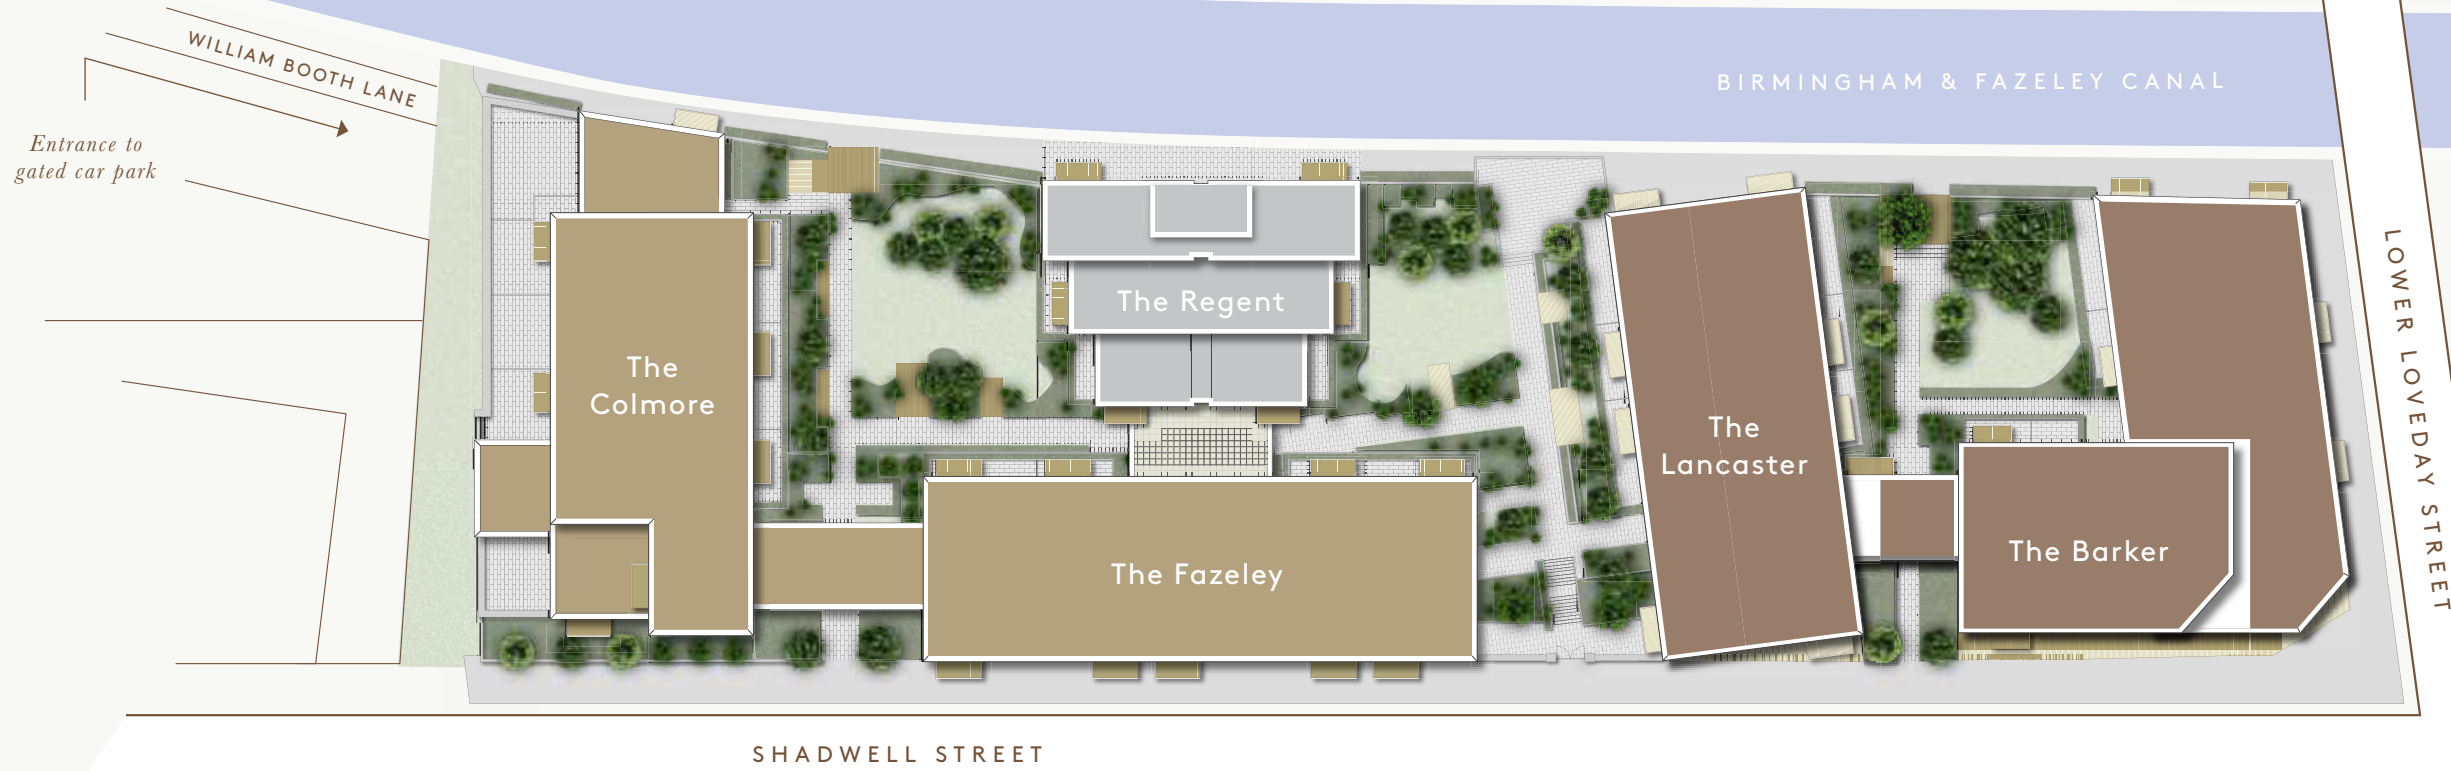 WILLIAM BOOTH LANE
Entrance to
gated car park
BIRMINGHAM & FAZELEY CANAL
The Regent
The
Colmore
The
Lancaster
The Barker
The Fazeley
LOWER LOVEDAY STREET
SHADWELL STREET